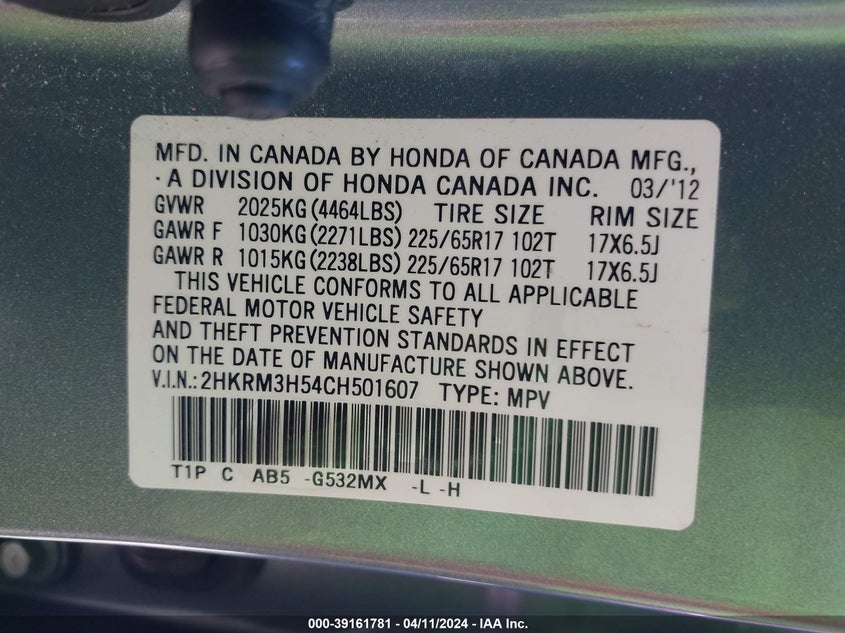 MFD. IN CANADA BY HONDA OF CANADA MFG.,
·A DIVISION OF HONDA CANADA INC. 03/'12
GVWR 2025KG(4464LBS) TIRE SIZE RIM SIZE
GAWR F 1030KG(2271LBS) 225/65R17 102T 17X6.5J
GAWR R 1015KG(2238LBS) 225/65R17 102T 17X6.5J
THIS VEHICLE CONFORMS TO ALL APPLICABLE
FEDERAL MOTOR VEHICLE SAFETY
AND THEFT PREVENTION STANDARDS IN EFFECT
ON THE DATE OF MANUFACTURE SHOWN ABOVE.
V.I.N.: 2HKRM3H54CH501607 TYPE: MPV
T1P C AB5 -G532MX -L -H
000-39161781 - 04/11/2024 - IAA Inc.